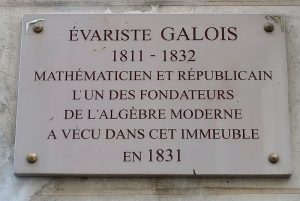 ÉVARISTE GALOIS
1811 - 1832
MATHÉMATICIEN ET RÉPUBLICAIN
L'UN DES FONDATEURS
DE L'ALGÈBRE MODERNE
A VÉCU DANS CET IMMEUBLE
EN 1831